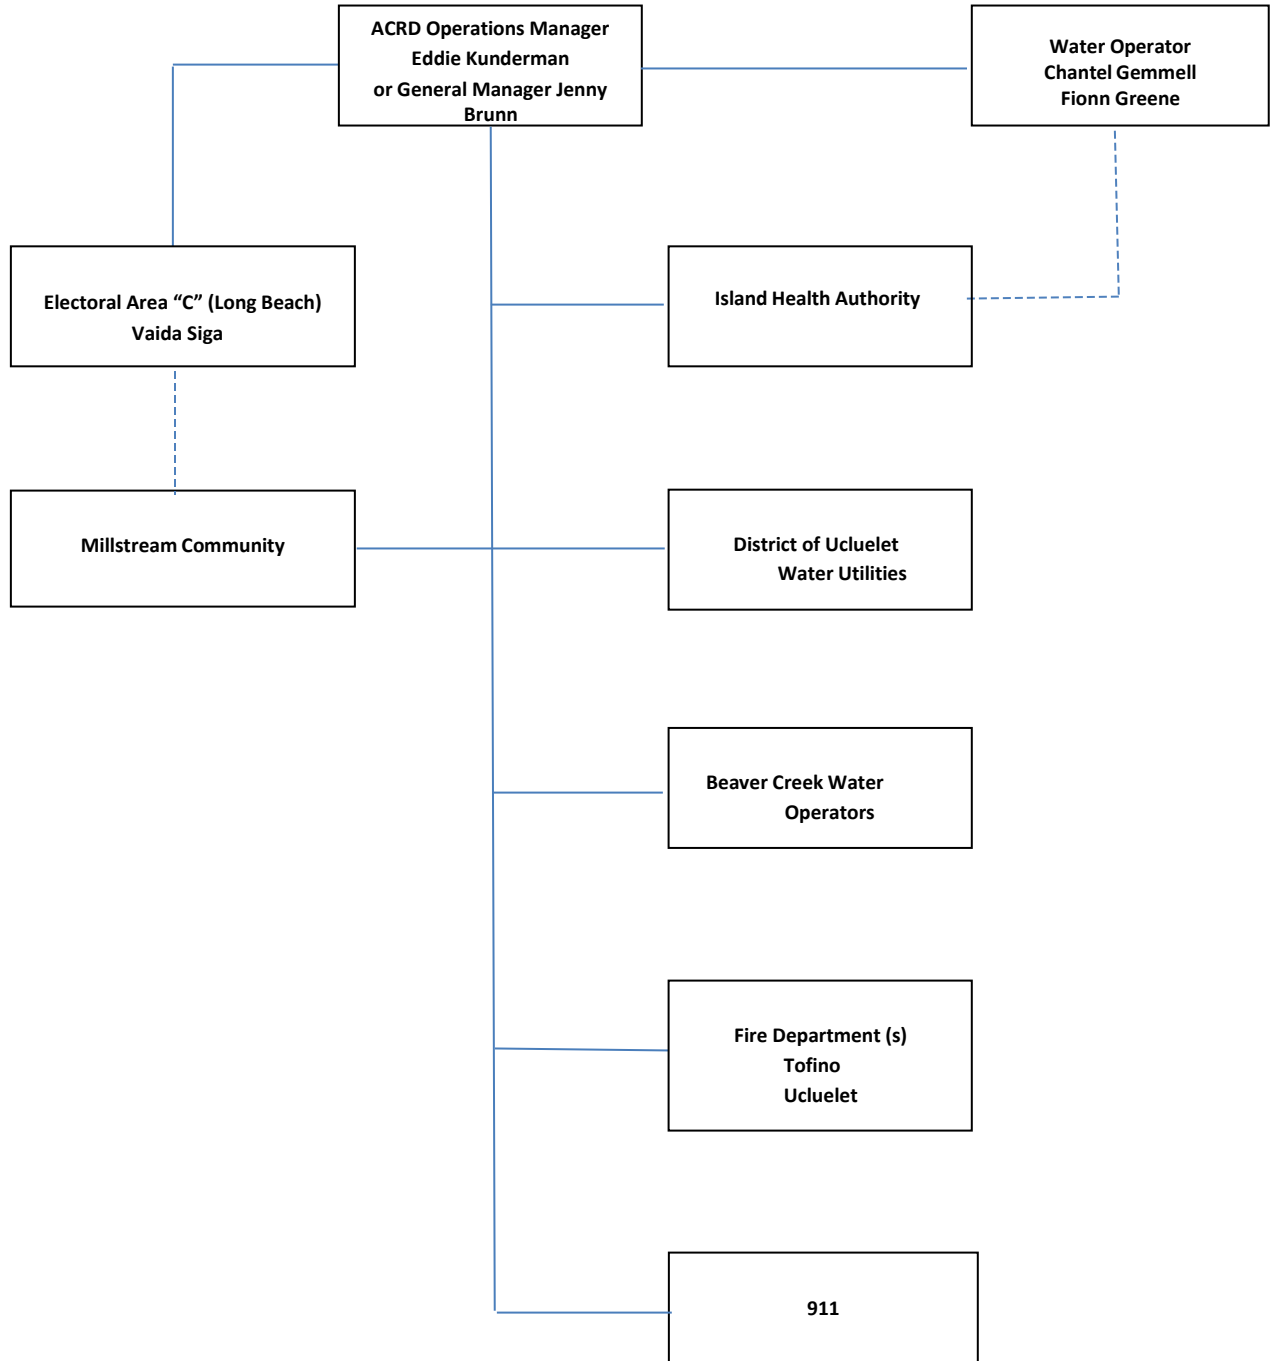 ACRD Operations Manager
Eddie Kunderman
or General Manager Jenny
Brunn
Water Operator
Chantel Gemmell
Fionn Greene
Electoral Area “C” (Long Beach)
Vaida Siga
Island Health Authority
Millstream Community
District of Ucluelet
Water Utilities
Beaver Creek Water
Operators
Fire Department (s)
Tofino
Ucluelet
911